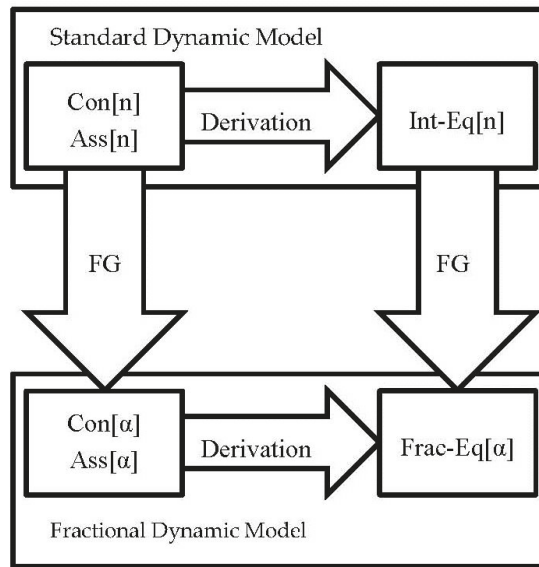 Standard Dynamic Model
Con[n]
Ass[n]
Derivation
Int-Eq[n]
FG
FG
Con[α]
Ass[α]
Derivation
Frac-Eq[α]
Fractional Dynamic Model